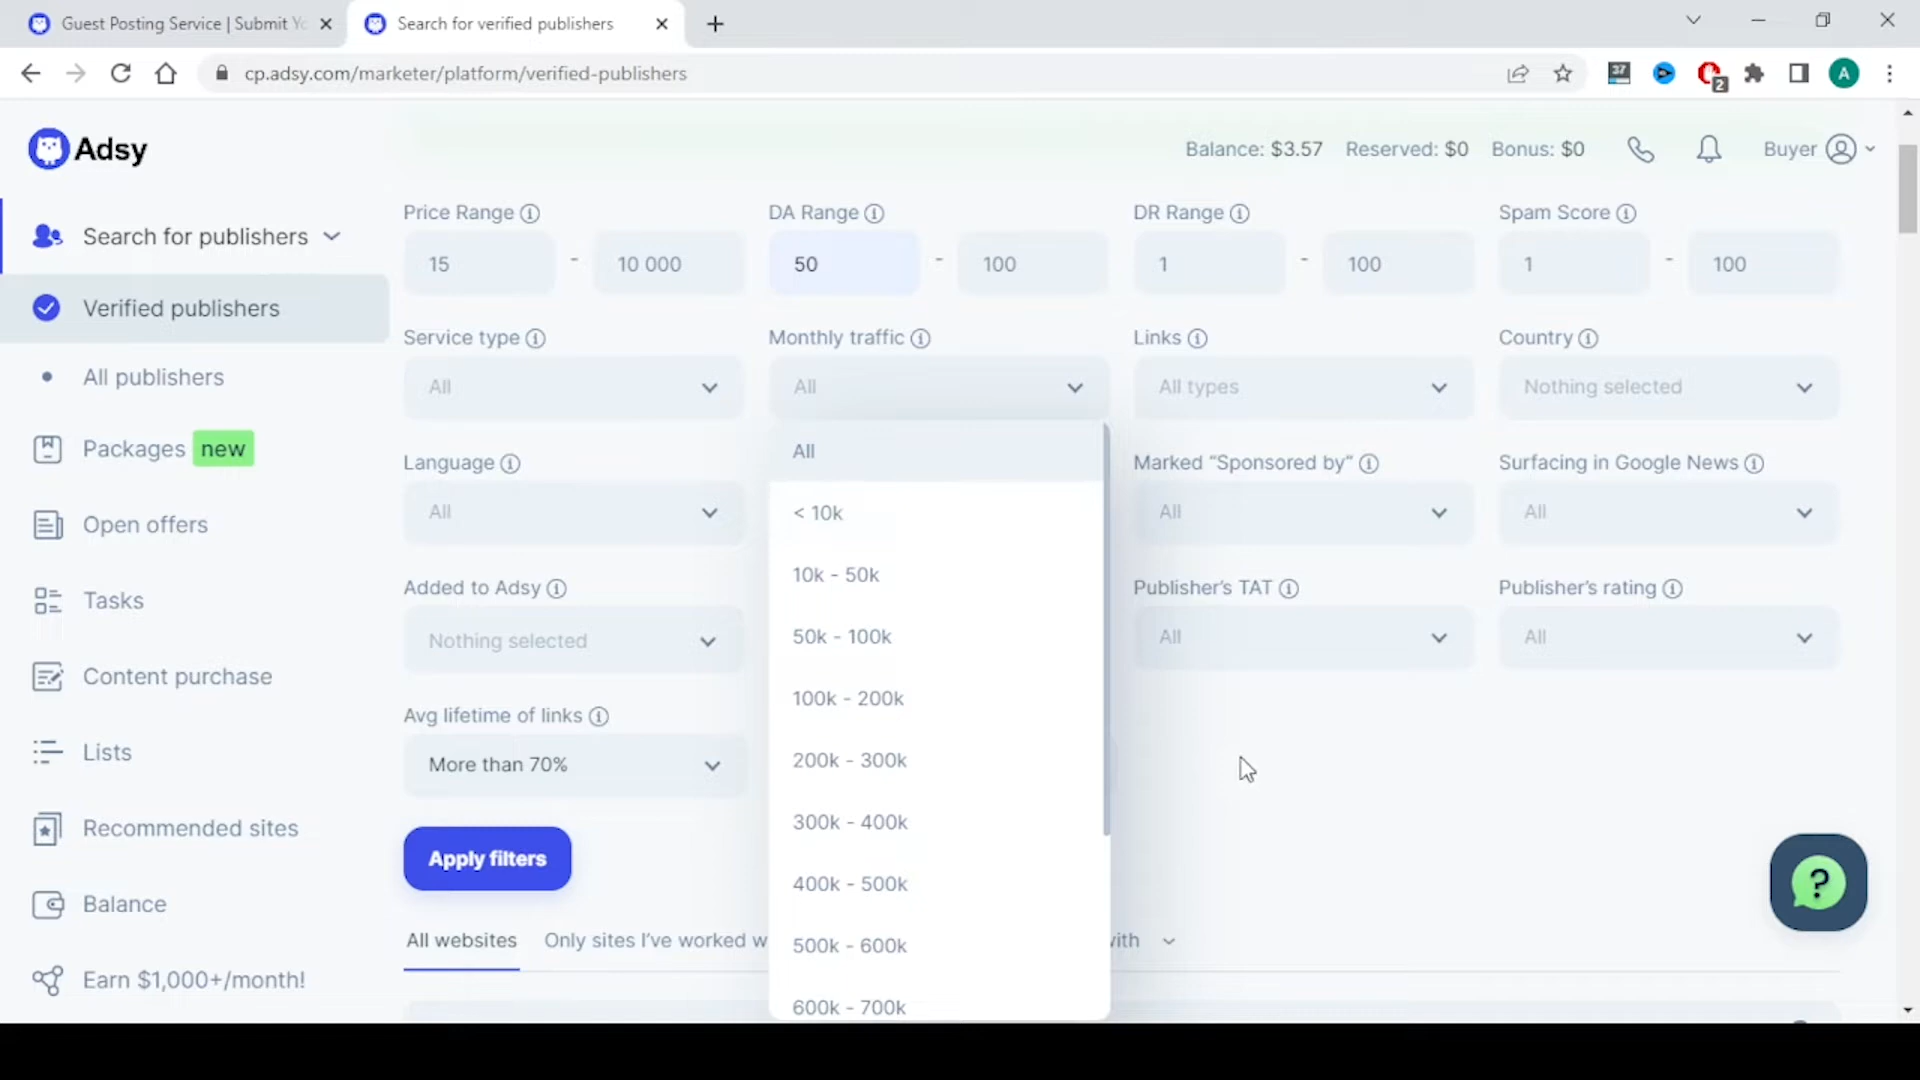 Guest Posting Service | Submit Yo
Search for verified publishers
cp.adsy.com/marketer/platform/verified-publishers
37
2
A
Adsy
Balance: $3.57 Reserved: $0 Bonus: $0
Buyer
Search for publishers
Verified publishers
All publishers
Packages new
Open offers
Tasks
Content purchase
Lists
Recommended sites
Balance
Earn $1,000+/month!
Price Range DA Range DR Range Spam Score
15 - 10 000 50 - 100 1 - 100 1 - 100
Service type Monthly traffic Links Country
All All All types Nothing selected
Language Marked “Sponsored by” Surfacing in Google News
All All All
Added to Adsy Publisher's TAT Publisher's rating
Nothing selected All All
Avg lifetime of links
More than 70%
All
< 10k
10k - 50k
50k - 100k
100k - 200k
200k - 300k
300k - 400k
400k - 500k
500k - 600k
600k - 700k
Apply filters
?
All websites Only sites I've worked w ith